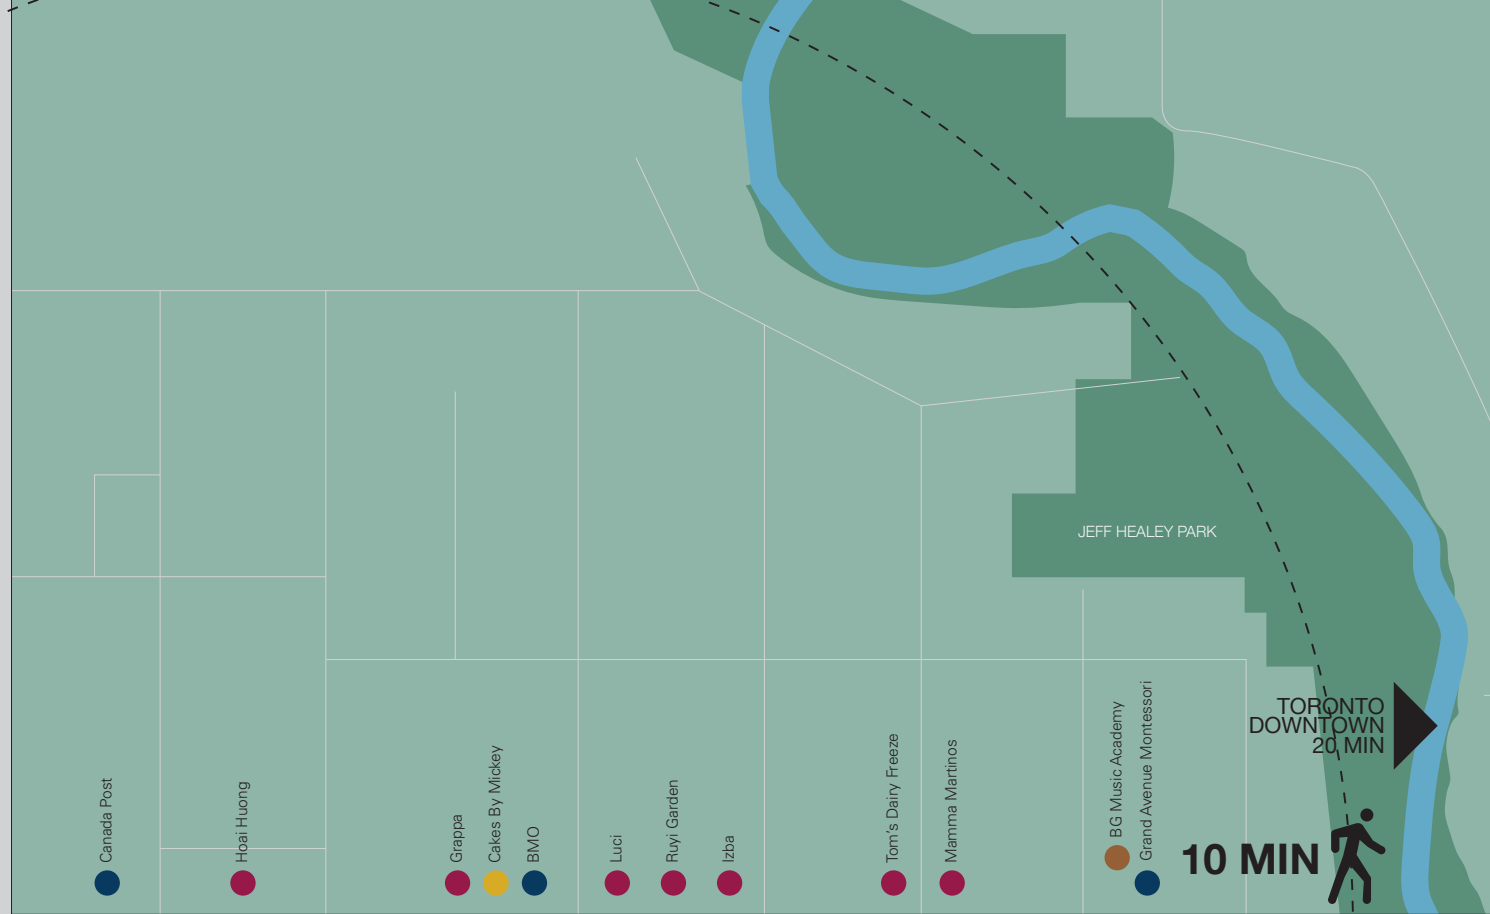 JEFF HEALEY PARK
TORONTO
DOWNTOWN
20 MIN
Canada Post
Hoai Huong
Grappa
Cakes By Mickey
BMO
Luci
Ruyi Garden
Izba
Tom's Dairy Freeze
Mamma Martinos
BG Music Academy
Grand Avenue Montessori
10 MIN